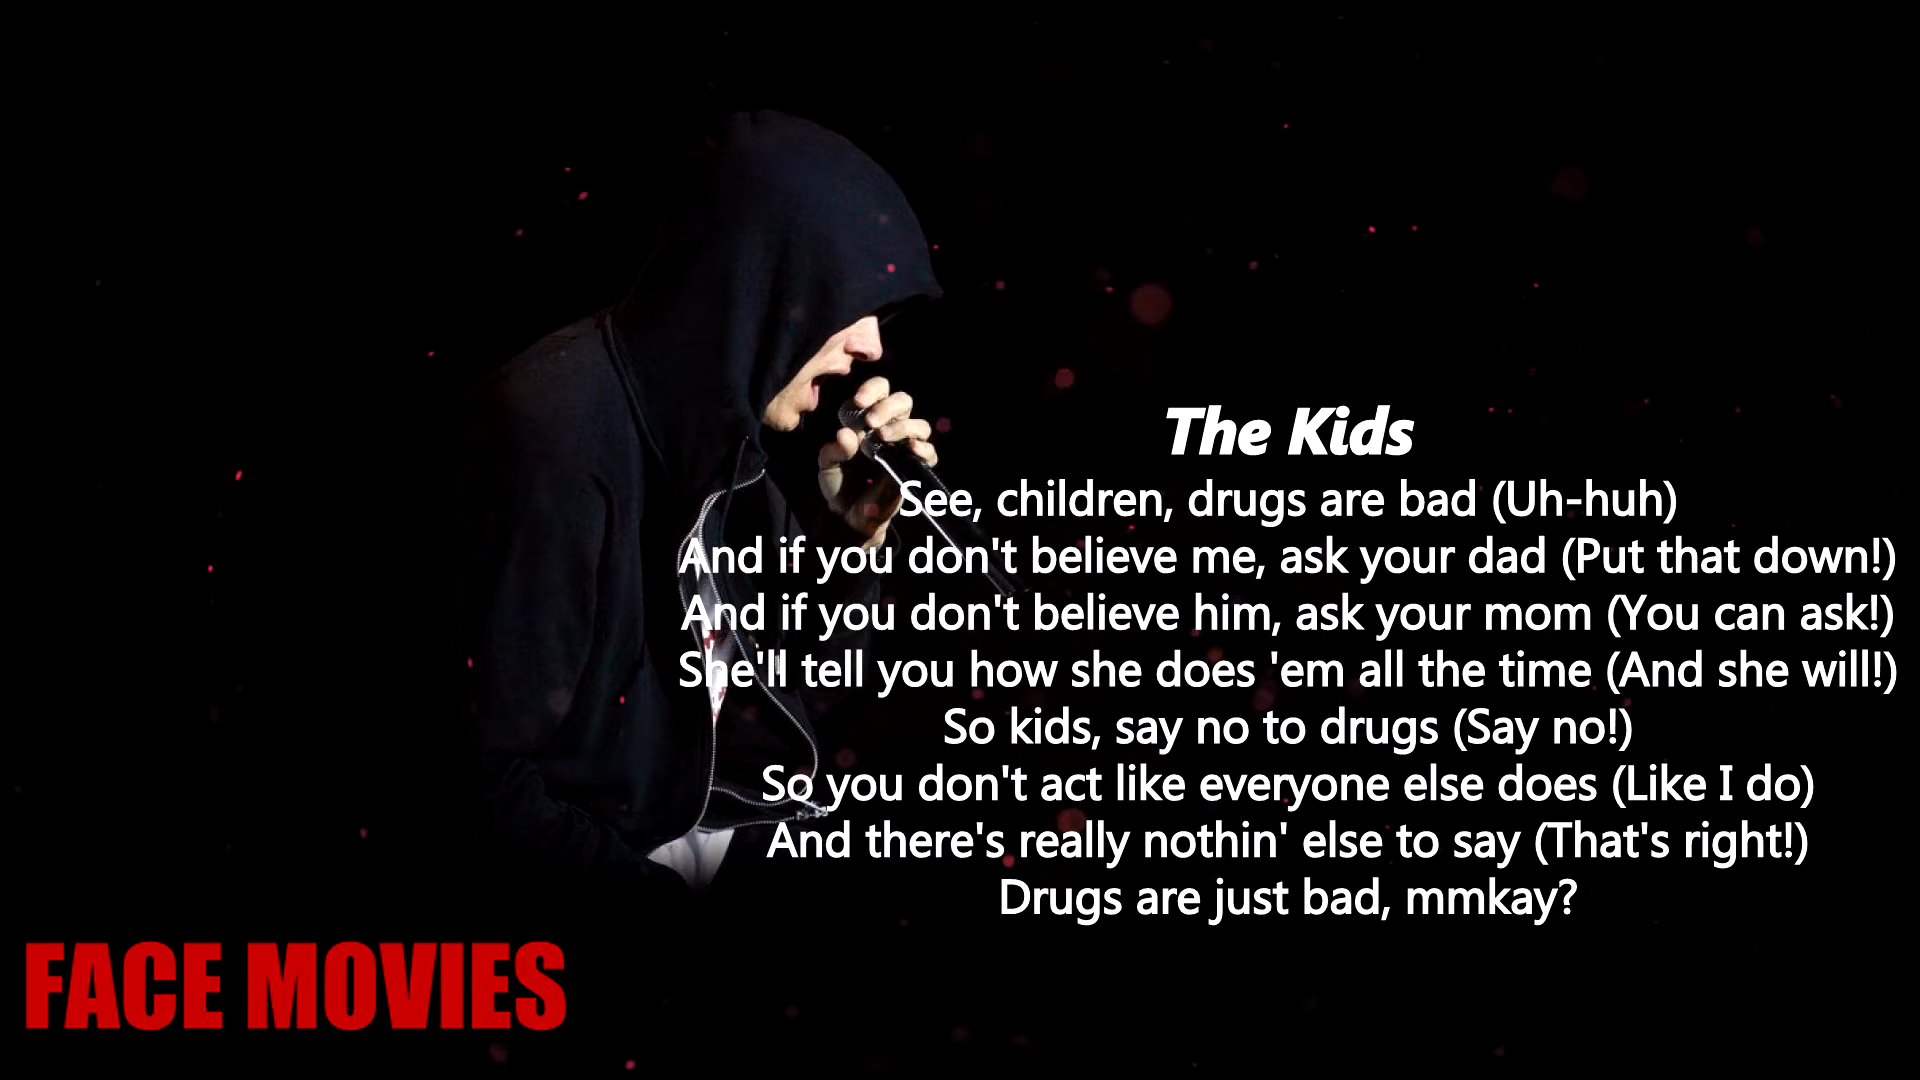 The Kids
See, children, drugs are bad (Uh-huh)
And if you don't believe me, ask your dad (Put that down!)
And if you don't believe him, ask your mom (You can ask!)
She'll tell you how she does 'em all the time (And she will!)
So kids, say no to drugs (Say no!)
So you don't act like everyone else does (Like I do)
And there's really nothin' else to say (That's right!)
Drugs are just bad, mmkay?
FACE MOVIES